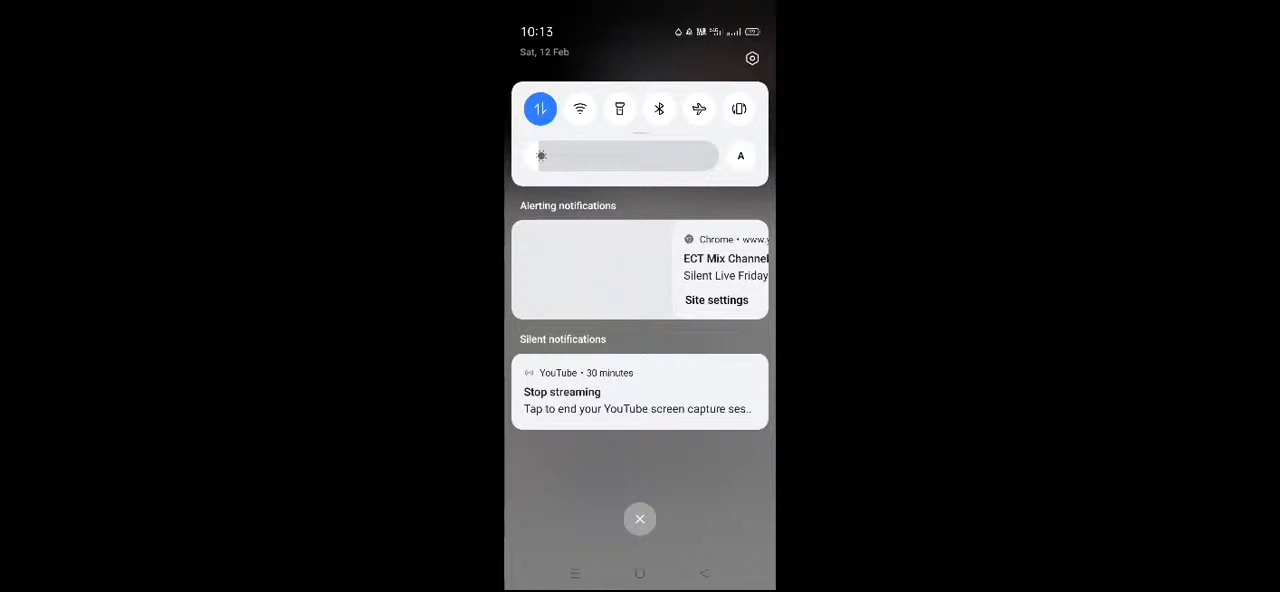 10:13
Sat, 12 Feb
A
Alerting notifications
Chrome • www.
ECT Mix Channel
Silent Live Friday
Site settings
Silent notifications
YouTube • 30 minutes
Stop streaming
Tap to end your YouTube screen capture ses..